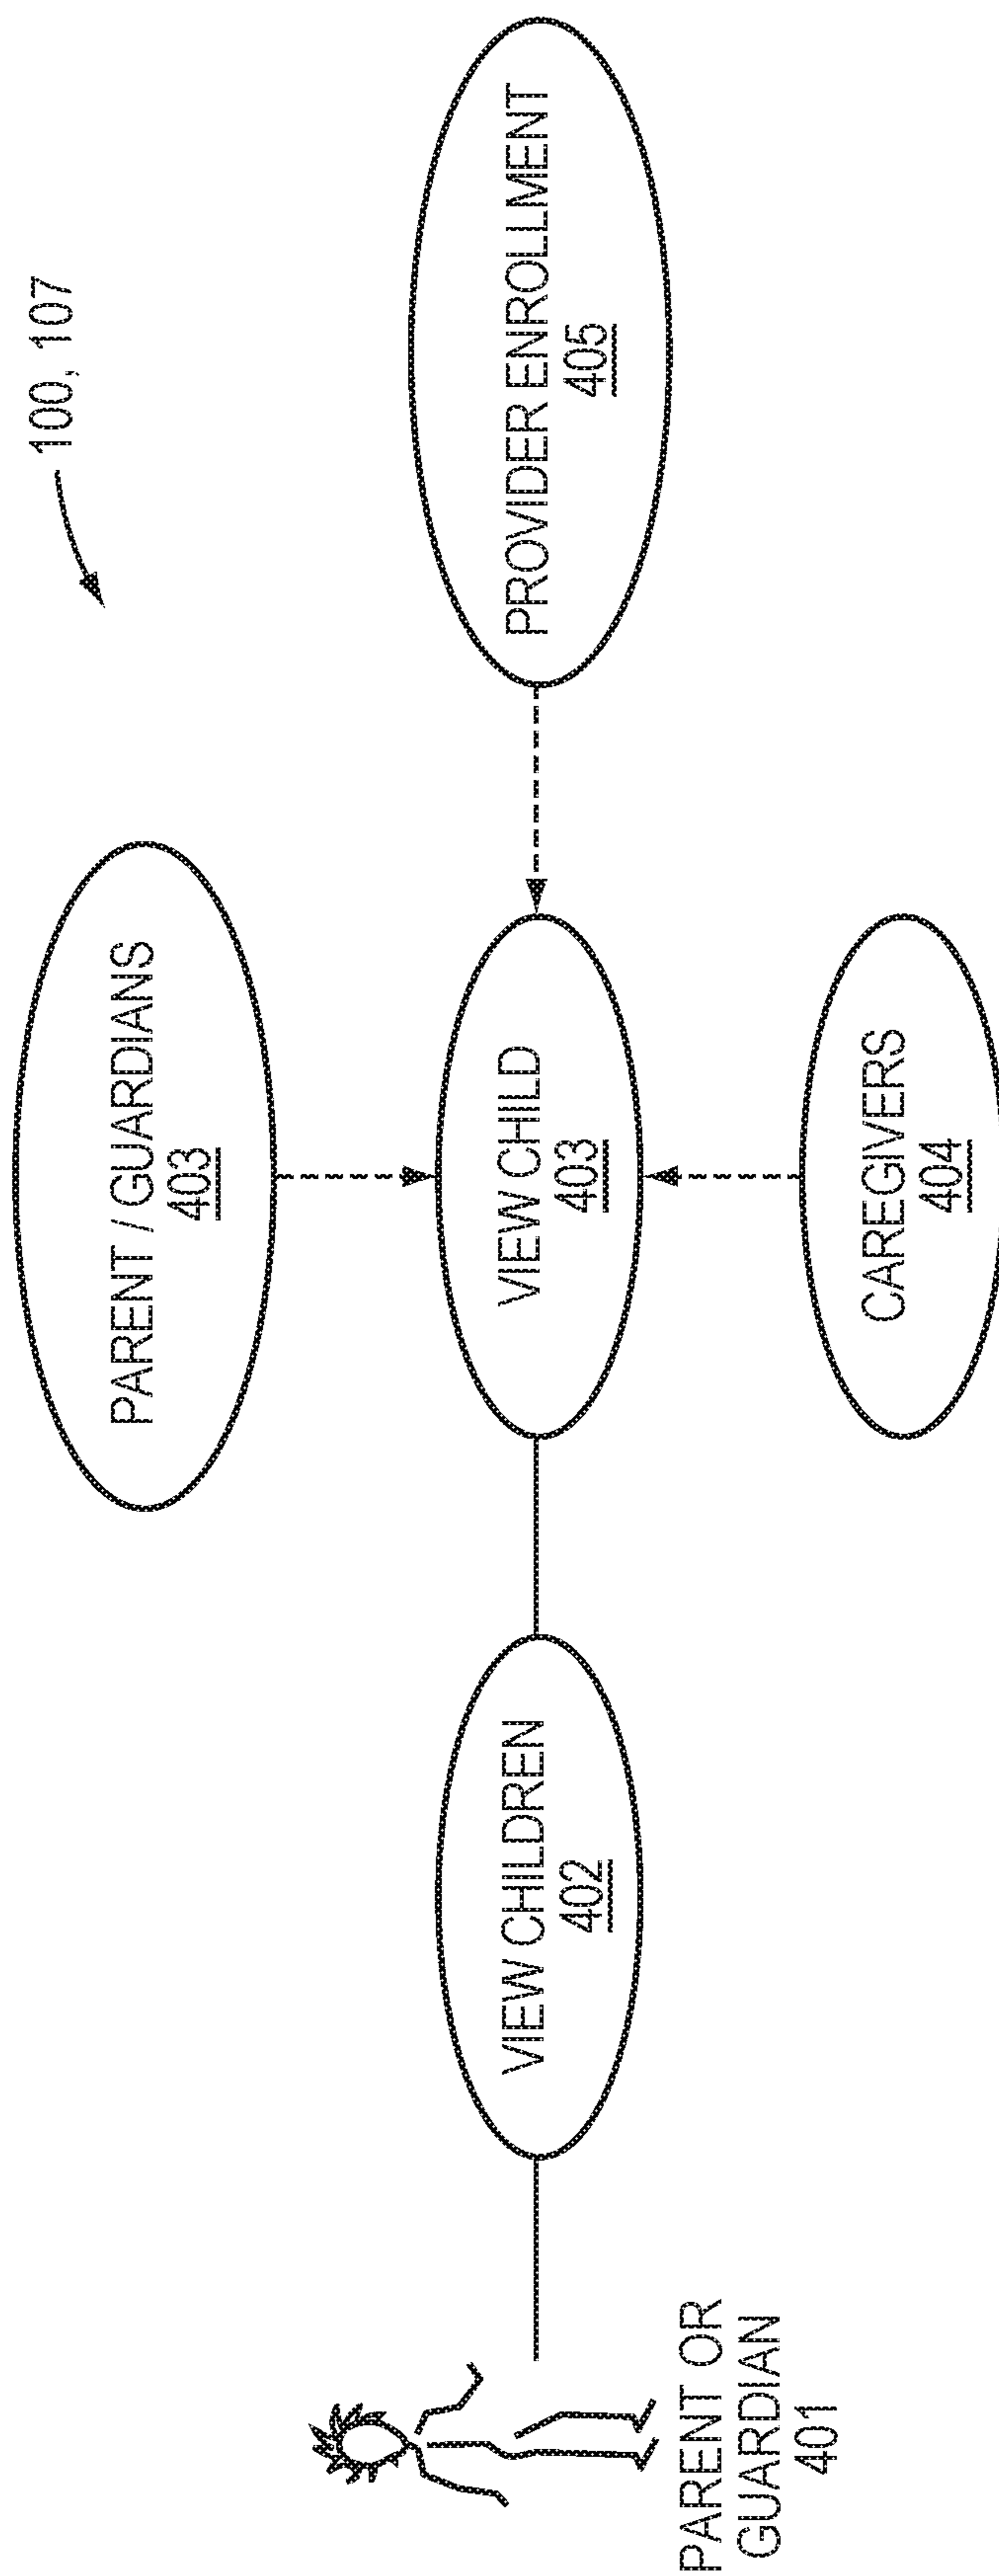 100, 107
PARENT / GUARDIANS
403
PARENT OR
GUARDIAN
401
VIEW CHILDREN
402
VIEW CHILD
403
PROVIDER ENROLLMENT
405
CAREGIVERS
404